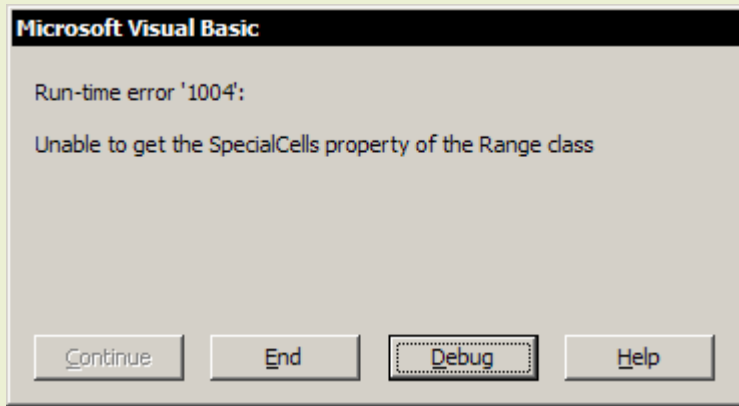 Microsoft Visual Basic
Run-time error '1004':
Unable to get the SpecialCells property of the Range class
Continue End Debug Help